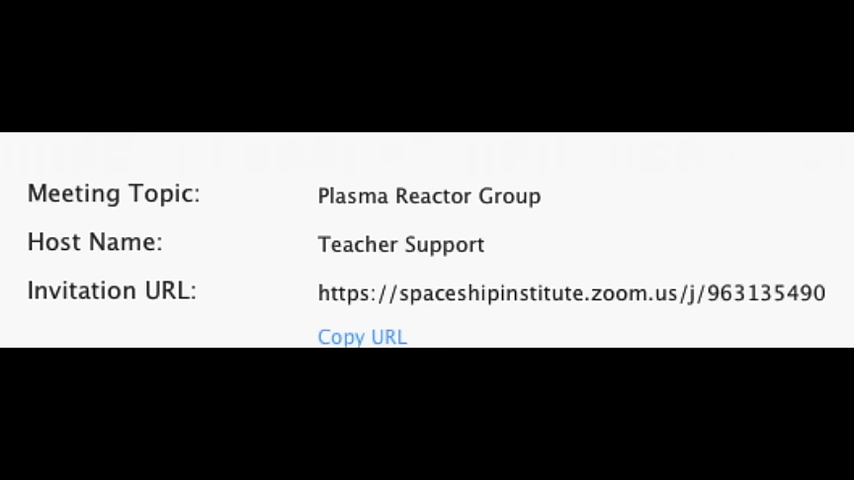 Meeting Topic: Plasma Reactor Group
Host Name: Teacher Support
Invitation URL: https://spaceshipinstitute.zoom.us/j/963135490
Copy URL